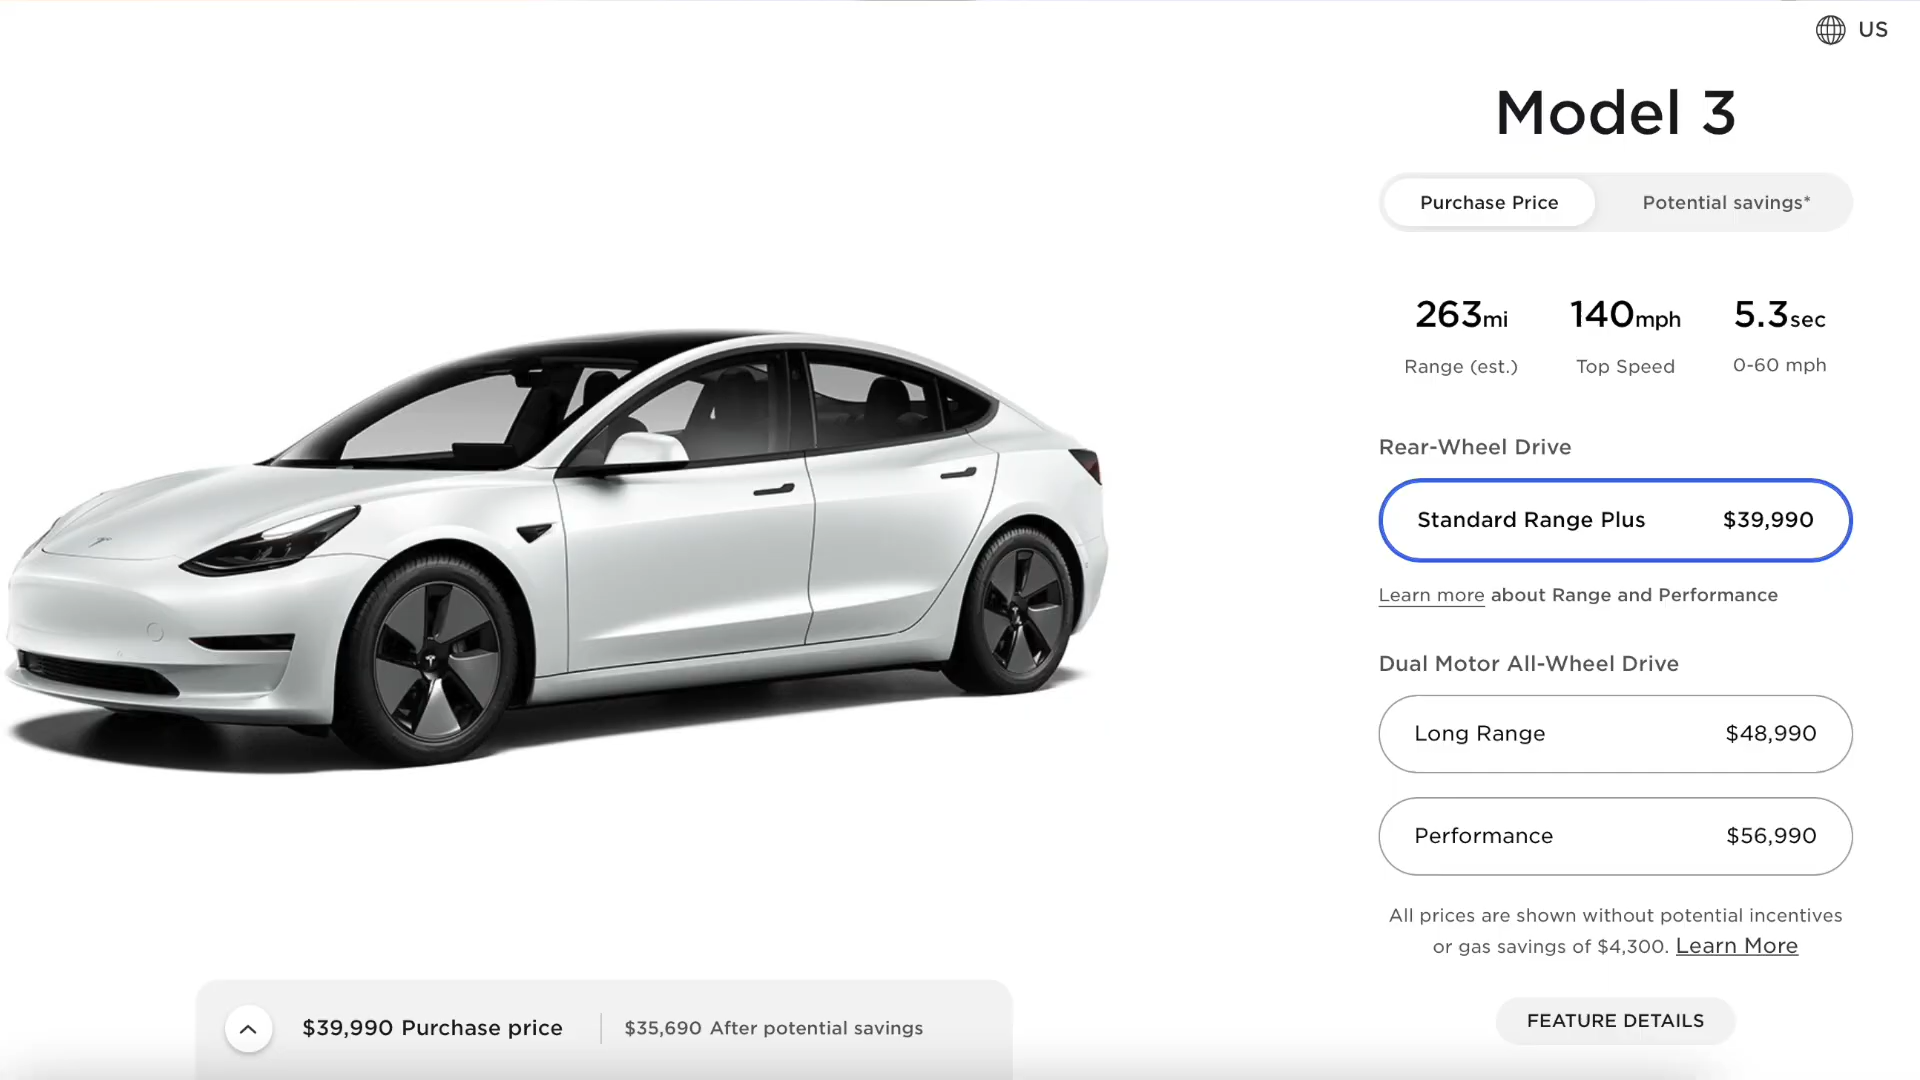 US
Model 3
Purchase Price Potential savings*
263mi 140mph 5.3sec
Range (est.) Top Speed 0-60 mph
Rear-Wheel Drive
Standard Range Plus $39,990
Learn more about Range and Performance
Dual Motor All-Wheel Drive
Long Range $48,990
Performance $56,990
All prices are shown without potential incentives
or gas savings of $4,300. Learn More
$39,990 Purchase price $35,690 After potential savings
FEATURE DETAILS